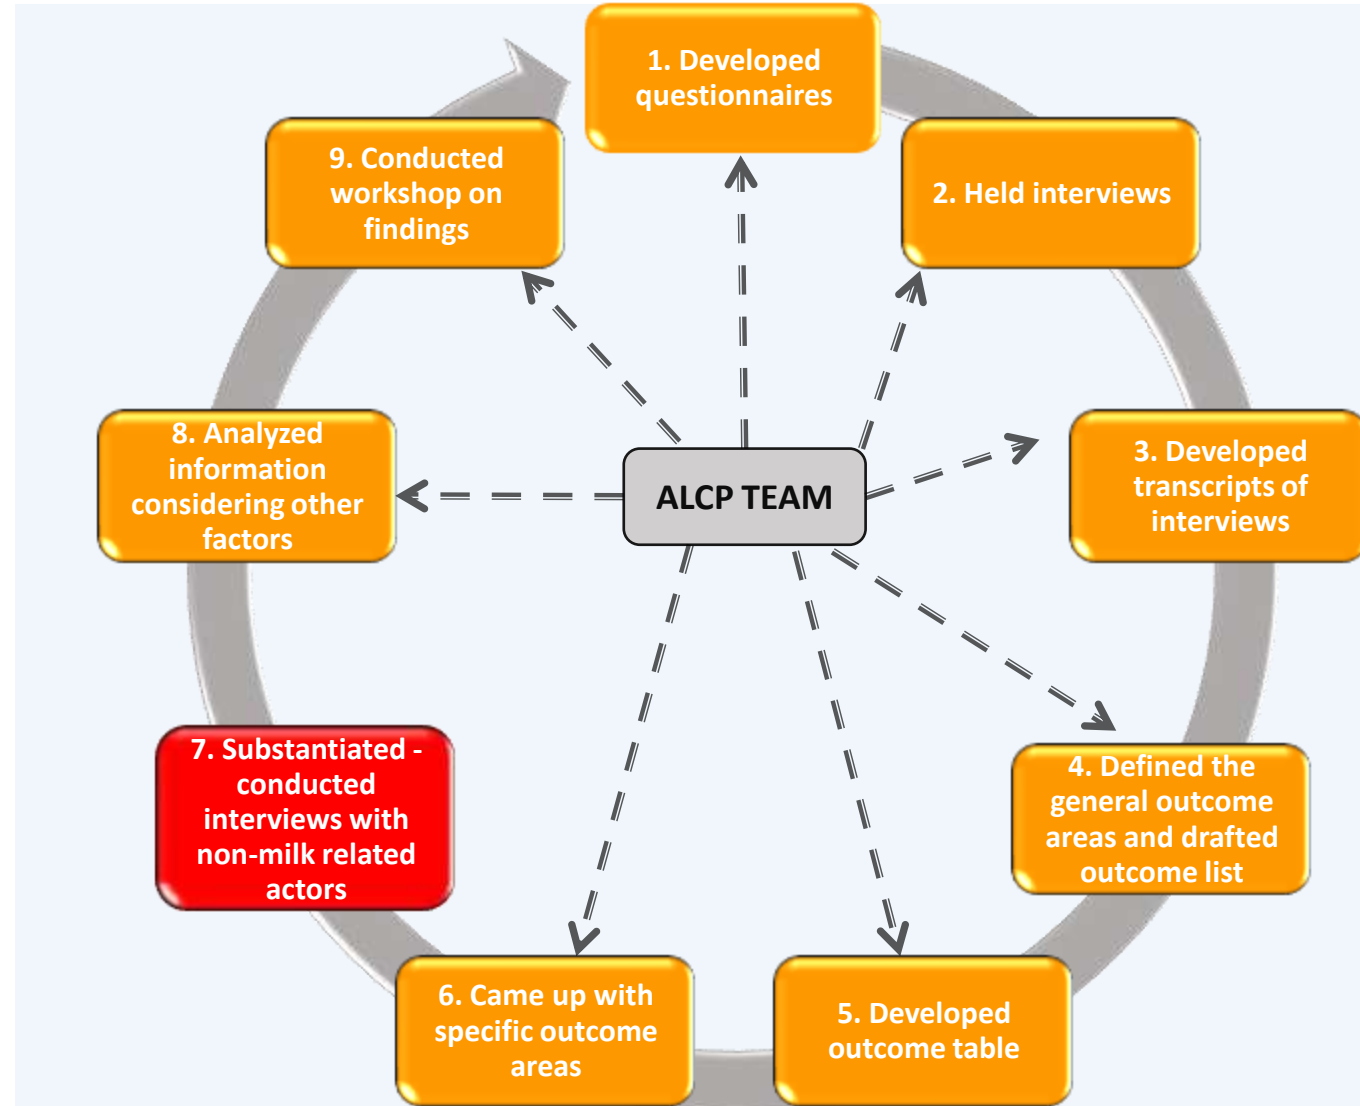 1. Developed
questionnaires
2. Held interviews
3. Developed
transcripts of
interviews
4. Defined the
general outcome
areas and drafted
outcome list
5. Developed
outcome table
6. Came up with
specific outcome
areas
7. Substantiated -
conducted
interviews with
non-milk related
actors
8. Analyzed
information
considering other
factors
9. Conducted
workshop on
findings
ALCP TEAM